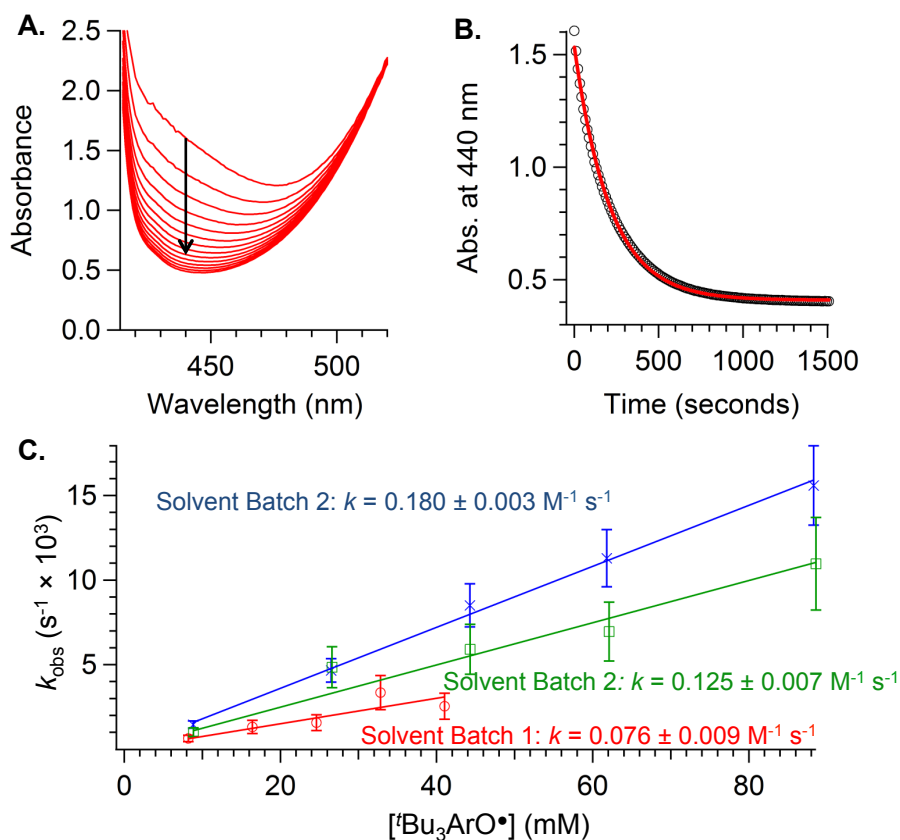 A.
2.5
2.0
1.5
1.0
0.5
0.0
Absorbance
450 500
Wavelength (nm)
B.
1.5
1.0
0.5
Abs. at 440 nm
0 500 1000 1500
Time (seconds)
C.
15
10
5
k_obs (s⁻¹ × 10³)
Solvent Batch 2: k = 0.180 ± 0.003 M⁻¹ s⁻¹
Solvent Batch 2: k = 0.125 ± 0.007 M⁻¹ s⁻¹
Solvent Batch 1: k = 0.076 ± 0.009 M⁻¹ s⁻¹
0 20 40 60 80
[ᵗBu₃ArO•] (mM)